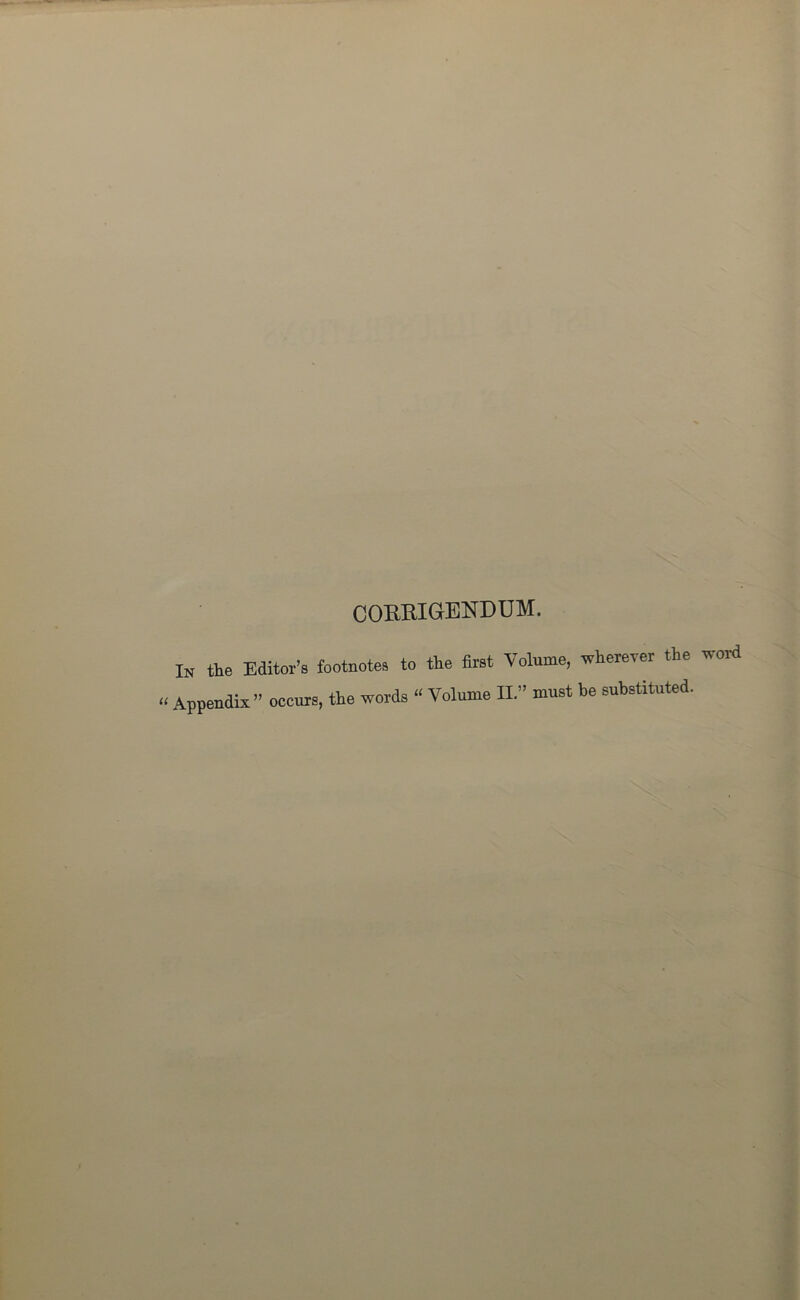 CORRIGENDUM.
In the Editor's footnotes to the first Volume, wherever the word
“Appendix” occurs, the words “Volume II.” must be substituted.